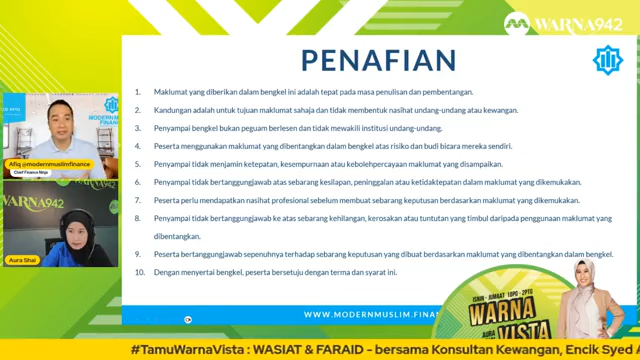 WARNA942
PENAFIAN
1. Maklumat yang diberikan dalam bengkel ini adalah tepat pada masa penulisan dan pembentangan.
2. Kandungan adalah untuk tujuan maklumat sahaja dan tidak membentuk nasihat undang-undang atau kewangan.
3. Penyampai bengkel bukan peguam berlesen dan tidak mewakili institusi undang-undang.
4. Peserta menggunakan maklumat yang dibentangkan dalam bengkel atas risiko dan budi bicara mereka sendiri.
5. Penyampai tidak menjamin ketepatan, kesempurnaan atau kebolehpercayaan maklumat yang disampaikan.
6. Penyampai tidak bertanggungjawab atas sebarang kesilapan, peninggalan atau ketidaktepatan dalam maklumat yang dikemukakan.
7. Peserta perlu mendapatkan nasihat profesional sebelum membuat sebarang keputusan berdasarkan maklumat yang dikemukakan.
8. Penyampai tidak bertanggungjawab ke atas sebarang kehilangan, kerosakan atau tuntutan yang timbul daripada penggunaan maklumat yang
dibentangkan.
9. Peserta bertanggungjawab sepenuhnya terhadap sebarang keputusan yang dibuat berdasarkan maklumat yang dibentangkan dalam bengkel.
10. Dengan menyertai bengkel, peserta bersetuju dengan terma dan syarat ini.
MODERN
Afiq @modernmuslimfinance
Chief Finance Ninja
WARNA942
Aura Shai
WWW.MODERNMUSLIM.FINAN
ISNIN - JUMAAT 10PG - 2PTG
WARNA
AURA
VISTA
#TamuWarnaVista : WASIAT & FARAID - bersama Konsultan Kewangan, Encik Syed A